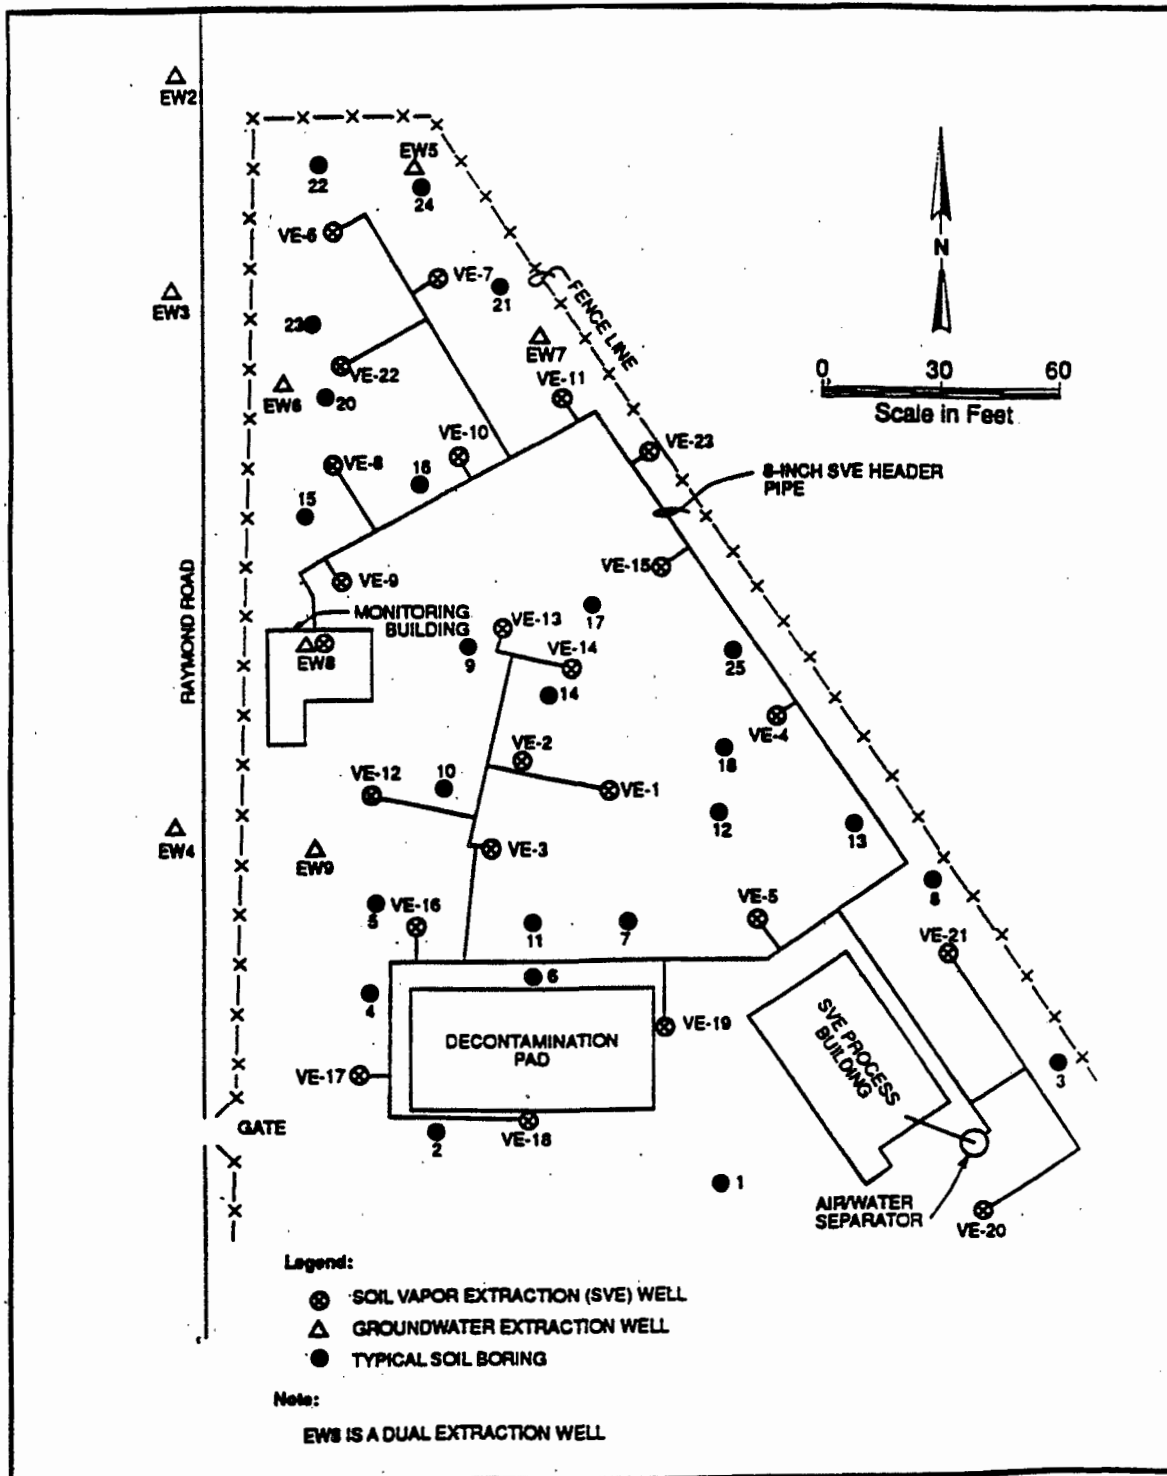 EW2
EW5
22
24
VE-6
N
VE-7
21
EW3
FENCE LINE
23
EW7
0 30 60
VE-22
EW6
20
VE-11
Scale in Feet
VE-10
VE-23
VE-8
16
8-INCH SVE HEADER
PIPE
15
VE-15
VE-9
RAYMOND ROAD
MONITORING
BUILDING
VE-13
17
EW8
9
VE-14
25
14
VE-4
VE-2
18
VE-12
10
VE-1
12
13
EW4
EW9
VE-3
8
5
VE-16
VE-5
11
7
VE-21
6
4
DECONTAMINATION
PAD
VE-19
SVE PROCESS
BUILDING
VE-17
3
GATE
2
VE-18
1
AIR/WATER
SEPARATOR
VE-20
Legend:
SOIL VAPOR EXTRACTION (SVE) WELL
GROUNDWATER EXTRACTION WELL
TYPICAL SOIL BORING
Note:
EW8 IS A DUAL EXTRACTION WELL